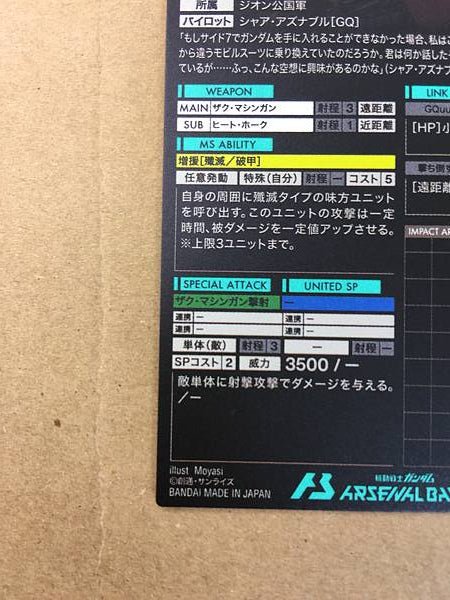 所属 ジオン公国軍
パイロット シャア・アズナブル[GQ]
「もしサイド7でガンダムを手に入れることができなかった場合、私はこ
から違うモビルスーツに乗り換えていたのだろうか。君は何か話した
ているが……ふっ、こんな空想に興味があるのかな」(シャア・アズナブ
WEAPON
MAIN ザク・マシンガン 射程 3 遠距離
SUB ヒート・ホーク 射程 1 近距離
MS ABILITY
増援[殲滅／破甲]
任意発動 特殊(自分) 射程 ー コスト 5
自身の周囲に殲滅タイプの味方ユニット
を呼び出す。このユニットの攻撃は一定
時間、被ダメージを一定値アップさせる。
※上限3ユニットまで。
LINK
GQuu
[HP]小
撃ち
[遠距
IMPACT AR
SPECIAL ATTACK UNITED SP
ザク・マシンガン撃射 ー
連携 ー 連携 ー
連携 ー 連携 ー
単体(敵) 射程 3 ー 射程 ー
SPコスト 2 威力 3500 / ー
敵単体に射撃攻撃でダメージを与える。
/ー
illust Moyasi
©創通・サンライズ
BANDAI MADE IN JAPAN
機動戦士ガンダム
ARSENAL BA